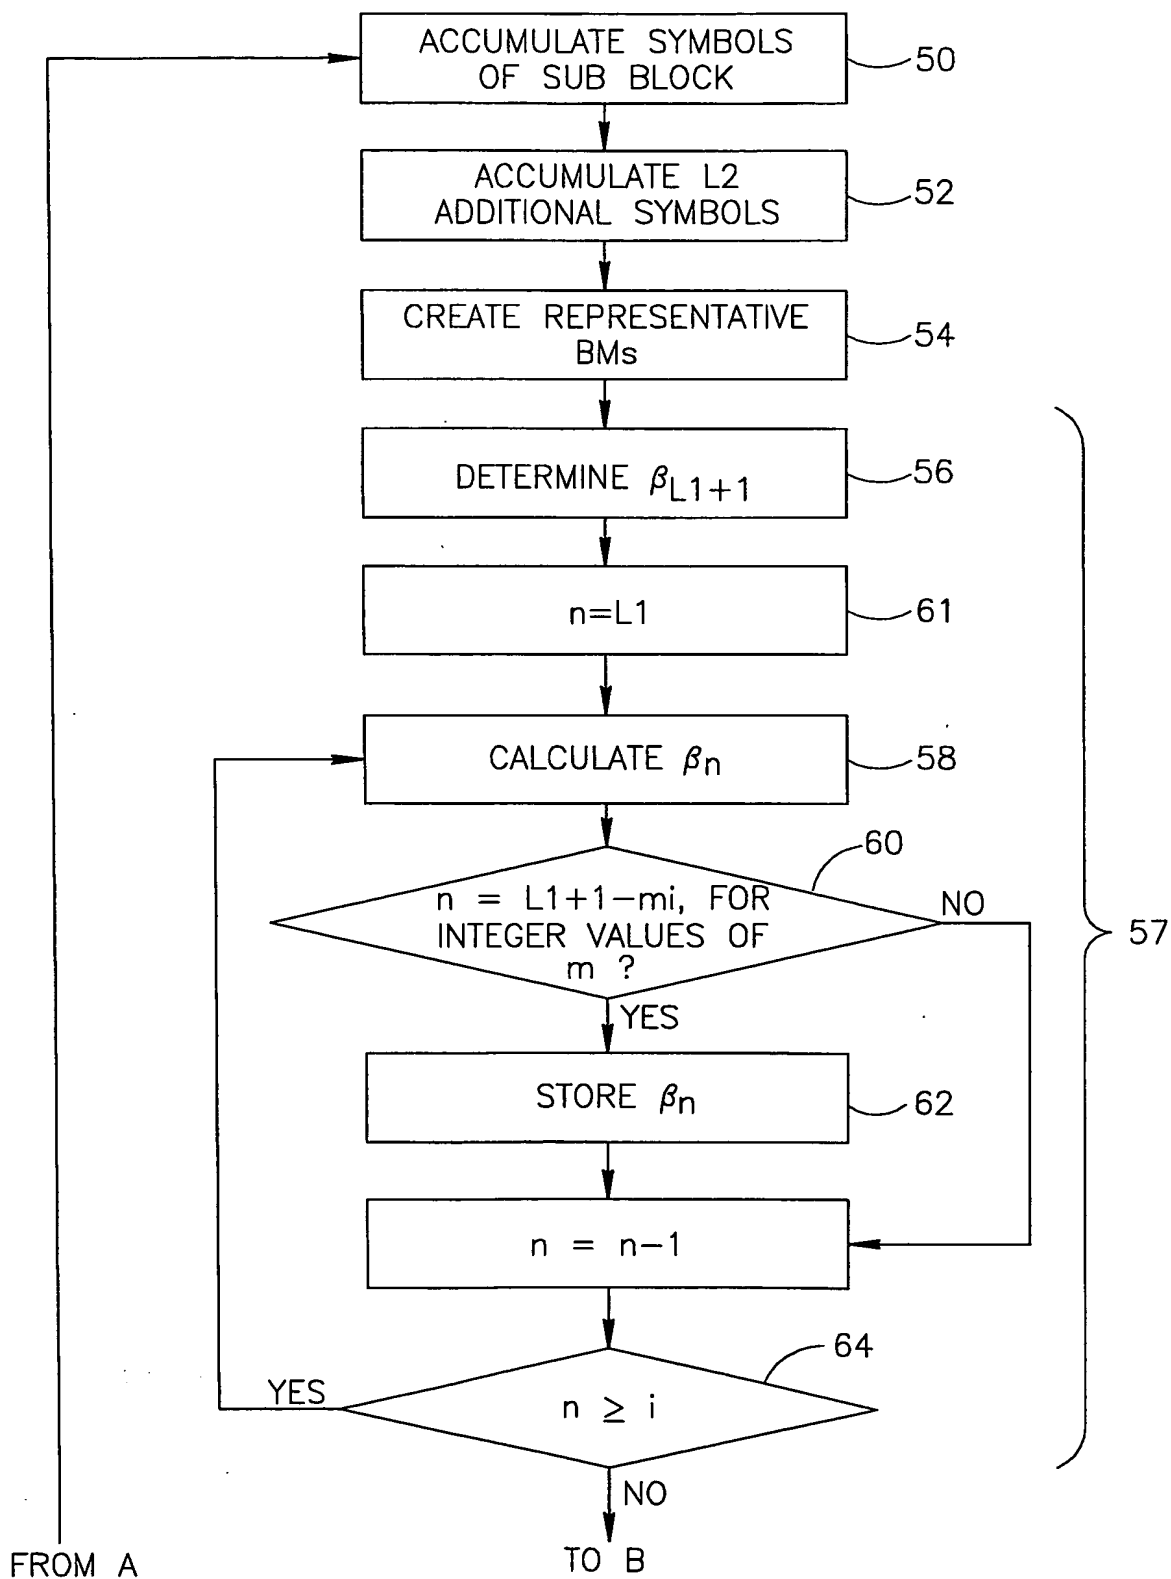 ACCUMULATE SYMBOLS
OF SUB BLOCK
50
ACCUMULATE L2
ADDITIONAL SYMBOLS
52
CREATE REPRESENTATIVE
BMs
54
DETERMINE βL1+1
56
n=L1
61
CALCULATE βn
58
60
n = L1+1-mi, FOR
INTEGER VALUES OF
m ?
NO
57
YES
STORE βn
62
n = n-1
64
YES
n ≥ i
NO
FROM A
TO B